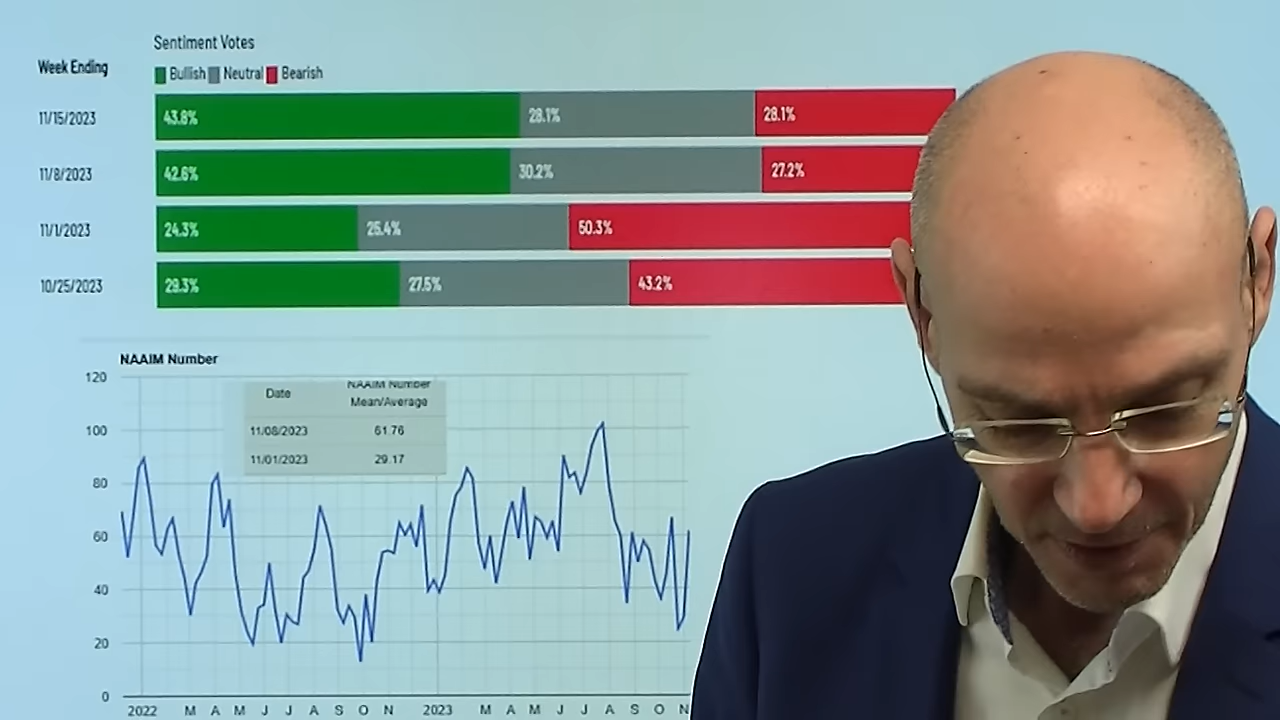 Sentiment Votes
Week Ending
Bullish Neutral Bearish
11/15/2023 43.8% 28.1% 28.1%
11/8/2023 42.6% 30.2% 27.2%
11/1/2023 24.3% 25.4% 50.3%
10/25/2023 29.3% 27.5% 43.2%
NAAIM Number
Date NAAIM Number
Mean/Average
11/08/2023 61.76
11/01/2023 29.17
120
100
80
60
40
20
0
2022 M A M J J A S O N 2023 M A M J J A S O N